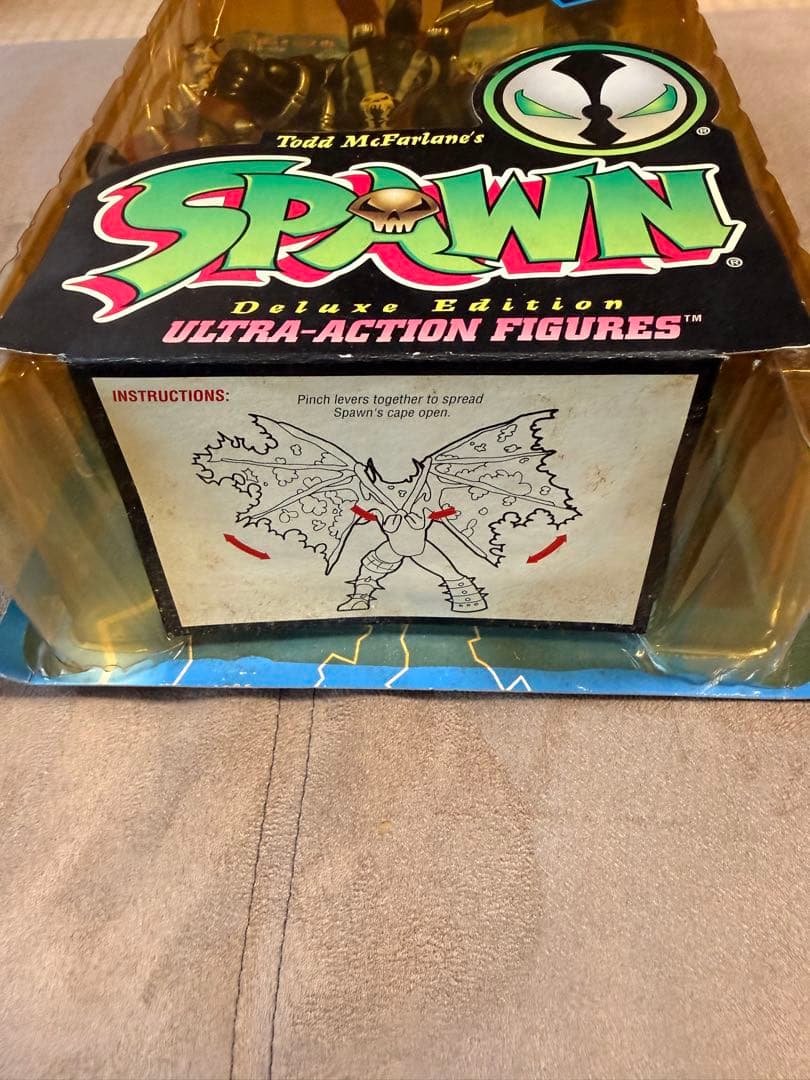 Todd McFarlane's
SPAWN®
®
Deluxe Edition
ULTRA-ACTION FIGURES™
INSTRUCTIONS:
Pinch levers together to spread
Spawn's cape open.